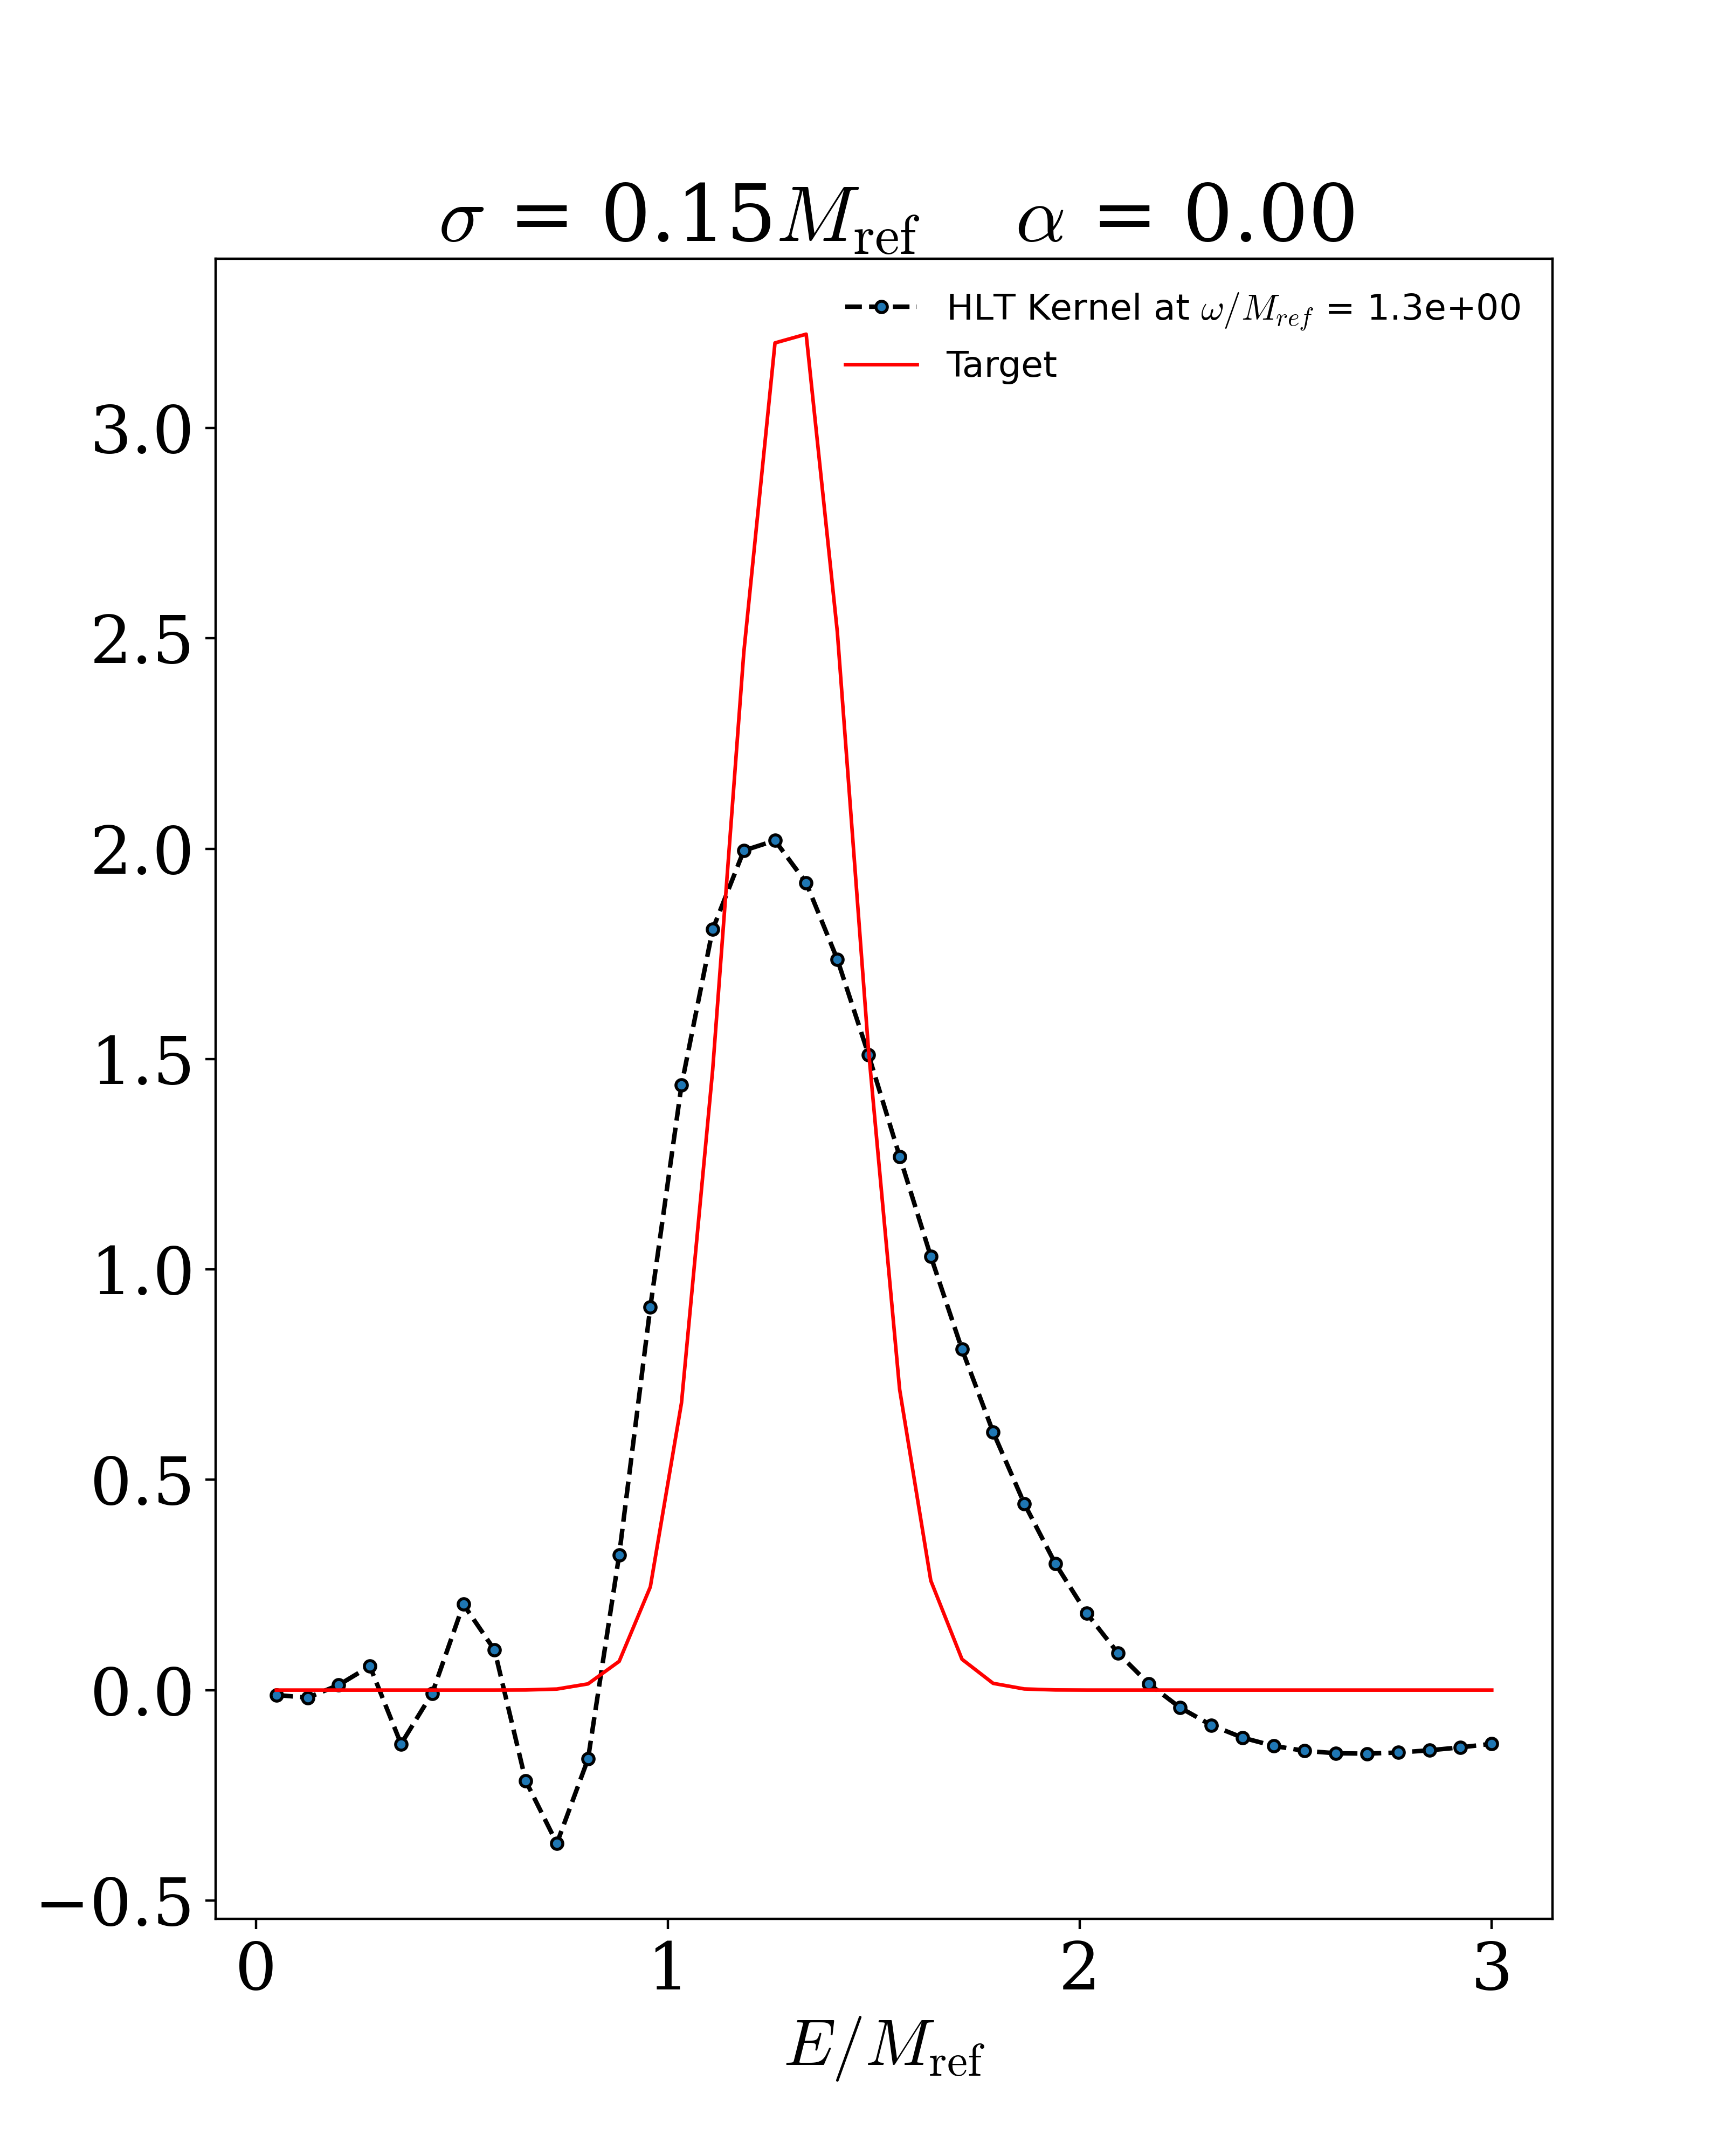 σ = 0.15M_ref α = 0.00
HLT Kernel at ω/M_ref = 1.3e+00
Target
3.0
2.5
2.0
1.5
1.0
0.5
0.0
−0.5
0 1 2 3
E/M_ref